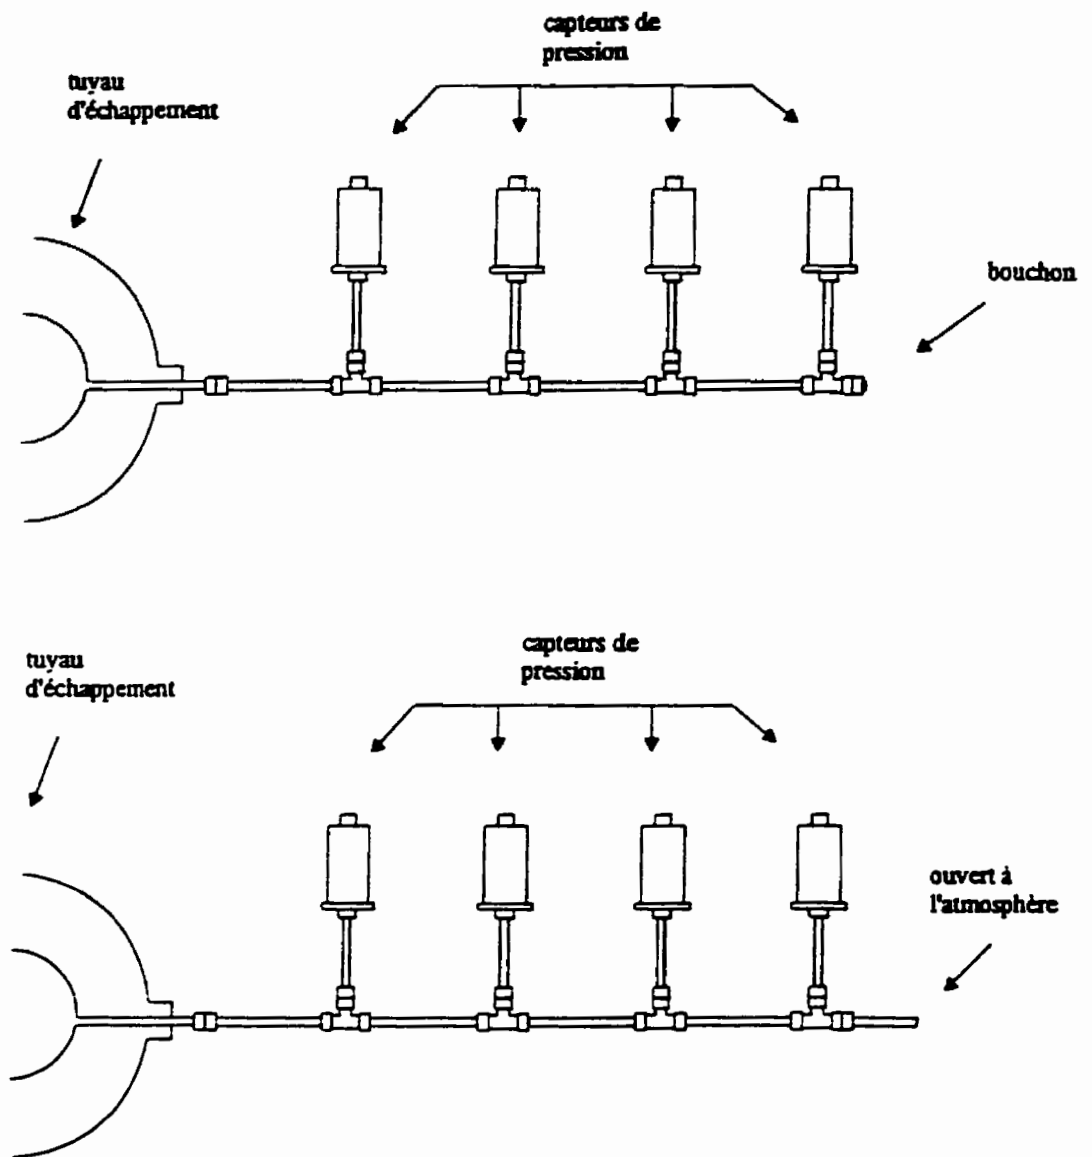 capteurs de
pression
tuyau
d'échappement
bouchon
capteurs de
pression
tuyau
d'échappement
ouvert à
l'atmosphère